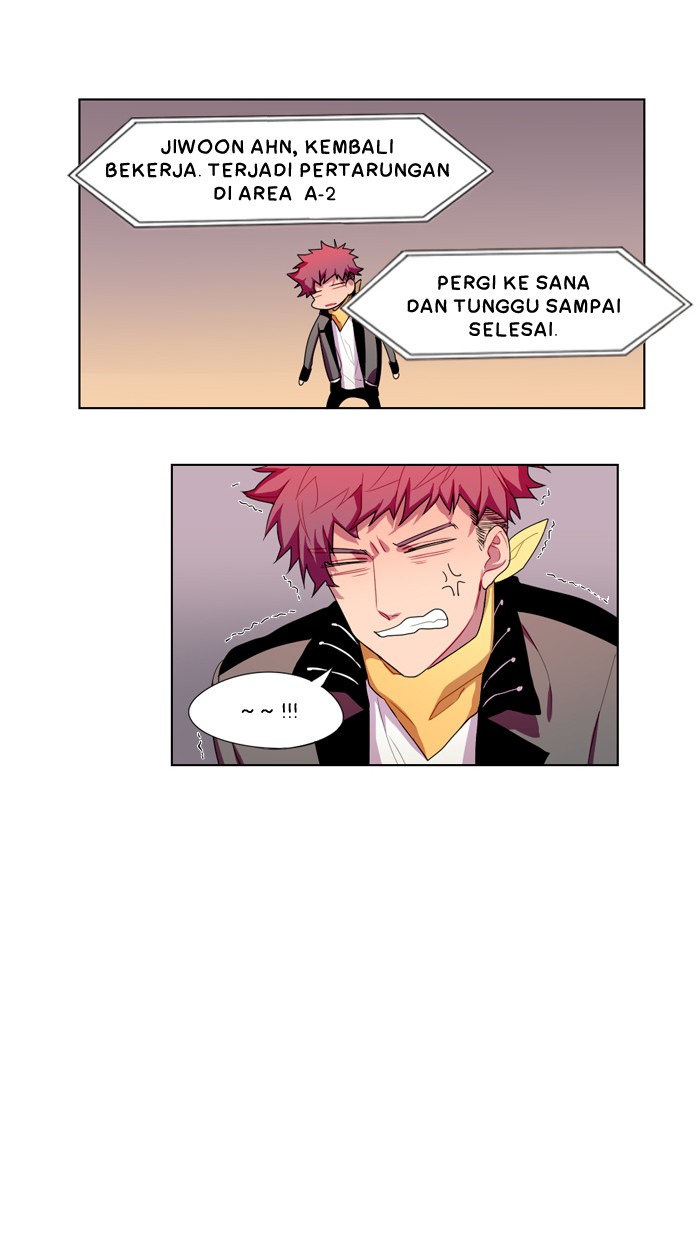 JIWOON AHN, KEMBALI
BEKERJA. TERJADI PERTARUNGAN
DI AREA A-2
PERGI KE SANA
DAN TUNGGU SAMPAI
SELESAI.
~ ~ !!!